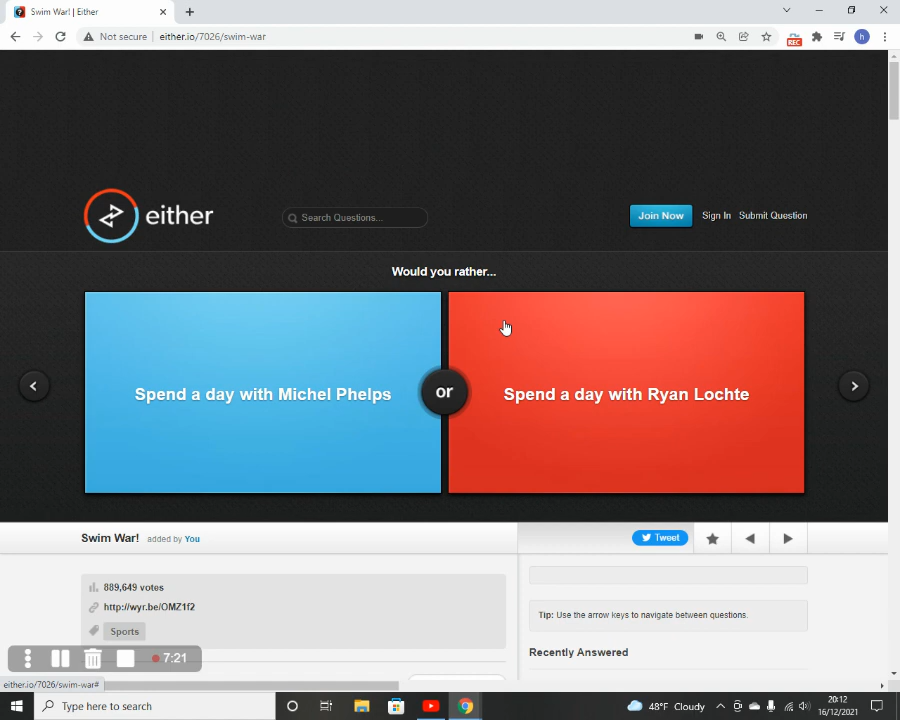 Swim War! | Either
Not secure either.io/7026/swim-war
REC
h
either
Search Questions...
Join Now Sign In Submit Question
Would you rather...
Spend a day with Michel Phelps
or
Spend a day with Ryan Lochte
Swim War! added by You
Tweet
889,649 votes
http://wyr.be/OMZ1f2
Sports
Tip: Use the arrow keys to navigate between questions.
Recently Answered
7:21
either.io/7026/swim-war#
Type here to search
48°F Cloudy
20:12
16/12/2021